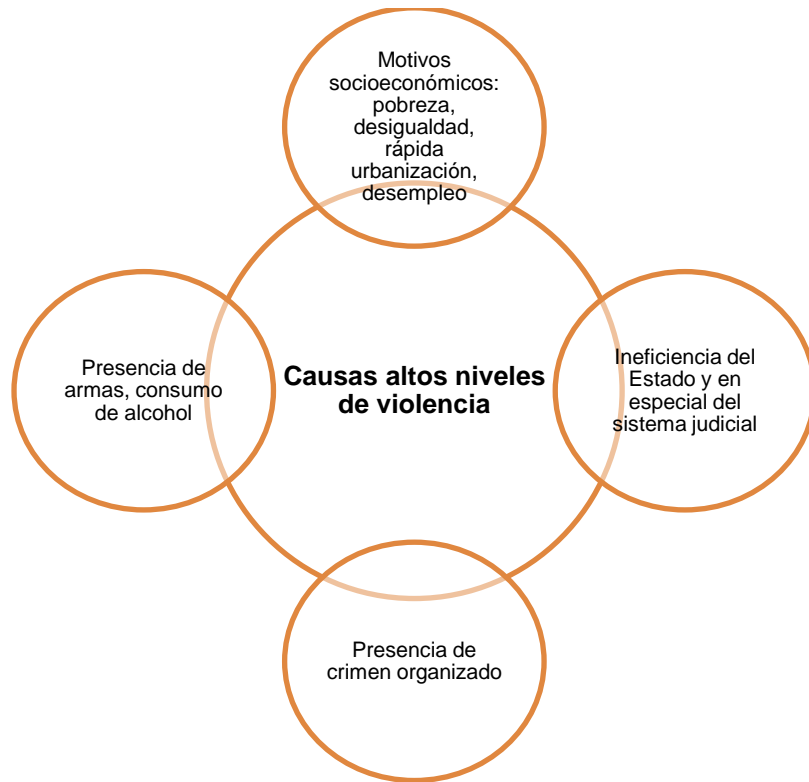 Motivos
socioeconómicos:
pobreza,
desigualdad,
rápida
urbanización,
desempleo
Presencia de
armas, consumo
de alcohol
Causas altos niveles
de violencia
Ineficiencia del
Estado y en
especial del
sistema judicial
Presencia de
crimen organizado